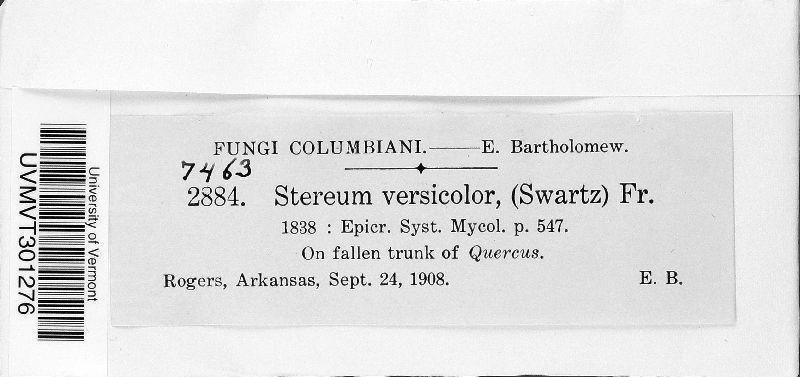 FUNGI COLUMBIANI.——E. Bartholomew.
7463
2884. Stereum versicolor, (Swartz) Fr.
1838 : Epicr. Syst. Mycol. p. 547.
On fallen trunk of Quercus.
Rogers, Arkansas, Sept. 24, 1908. E. B.
University of Vermont
UVMVT301276